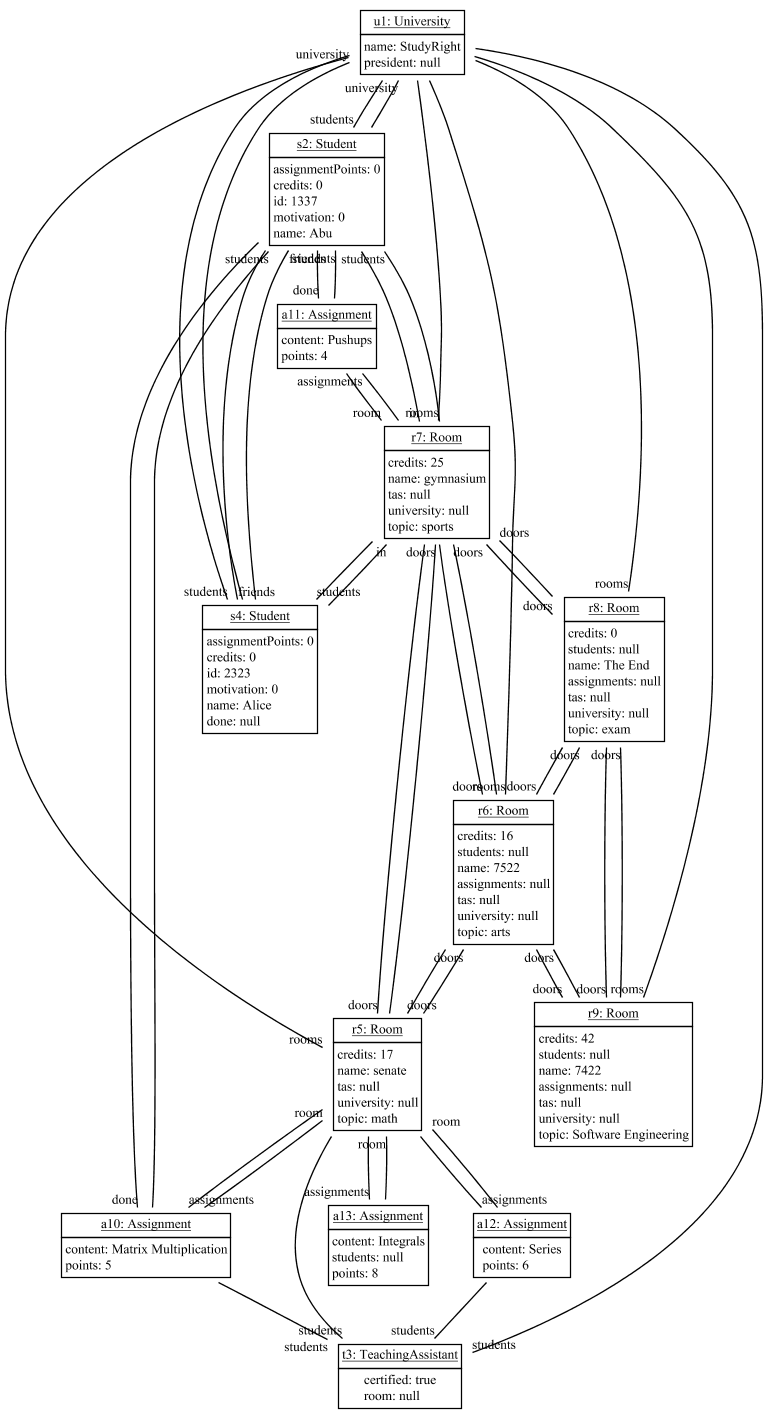 u1: University
name: StudyRight
president: null
university
university
students
s2: Student
assignmentPoints: 0
credits: 0
id: 1337
motivation: 0
name: Abu
students
friends
students
students
done
a11: Assignment
content: Pushups
points: 4
assignments
room
in
rooms
r7: Room
credits: 25
name: gymnasium
tas: null
university: null
topic: sports
doors
in
doors
doors
students
friends
students
doors
rooms
s4: Student
assignmentPoints: 0
credits: 0
id: 2323
motivation: 0
name: Alice
done: null
r8: Room
credits: 0
students: null
name: The End
assignments: null
tas: null
university: null
topic: exam
doors
doors
doors
rooms
doors
r6: Room
credits: 16
students: null
name: 7522
assignments: null
tas: null
university: null
topic: arts
doors
doors
doors
doors
rooms
doors
doors
r9: Room
credits: 42
students: null
name: 7422
assignments: null
tas: null
university: null
topic: Software Engineering
rooms
r5: Room
credits: 17
name: senate
tas: null
university: null
topic: math
room
room
room
done
assignments
assignments
assignments
a10: Assignment
content: Matrix Multiplication
points: 5
a13: Assignment
content: Integrals
students: null
points: 8
a12: Assignment
content: Series
points: 6
students
students
students
students
t3: TeachingAssistant
certified: true
room: null